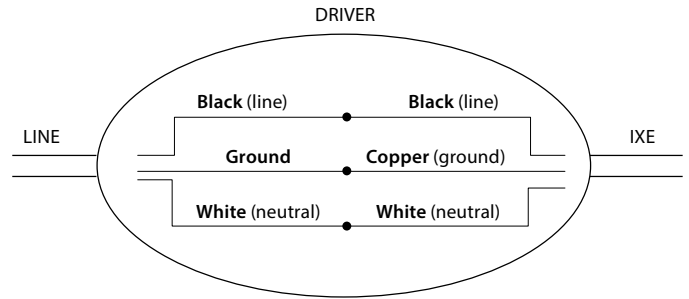 DRIVER
Black (line) Black (line)
LINE IXE
Ground Copper (ground)
White (neutral) White (neutral)